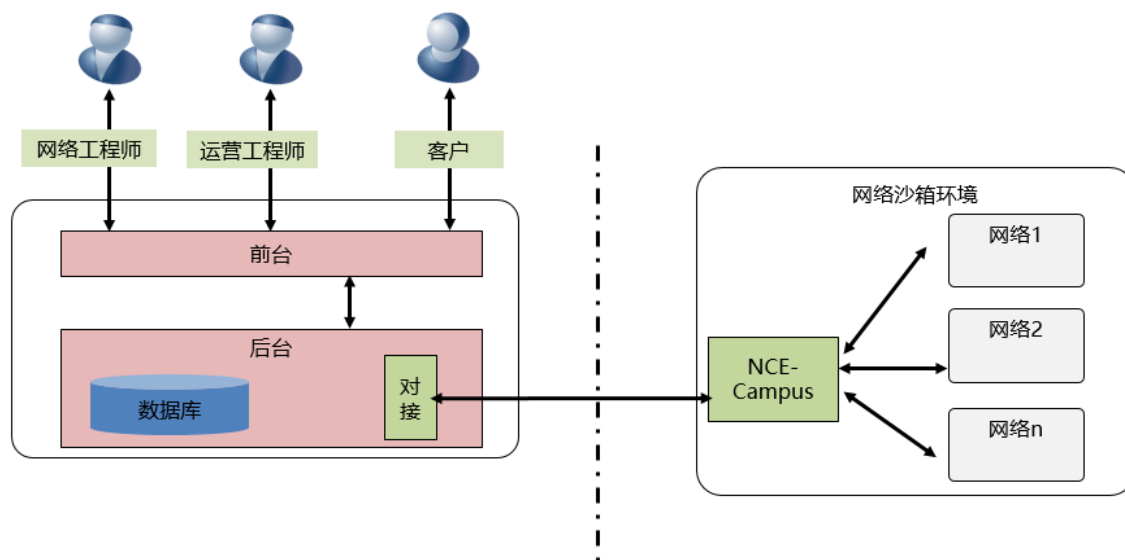 网络工程师
运营工程师
客户
前台
后台
数据库
对
接
网络沙箱环境
网络1
网络2
网络n
NCE-
Campus